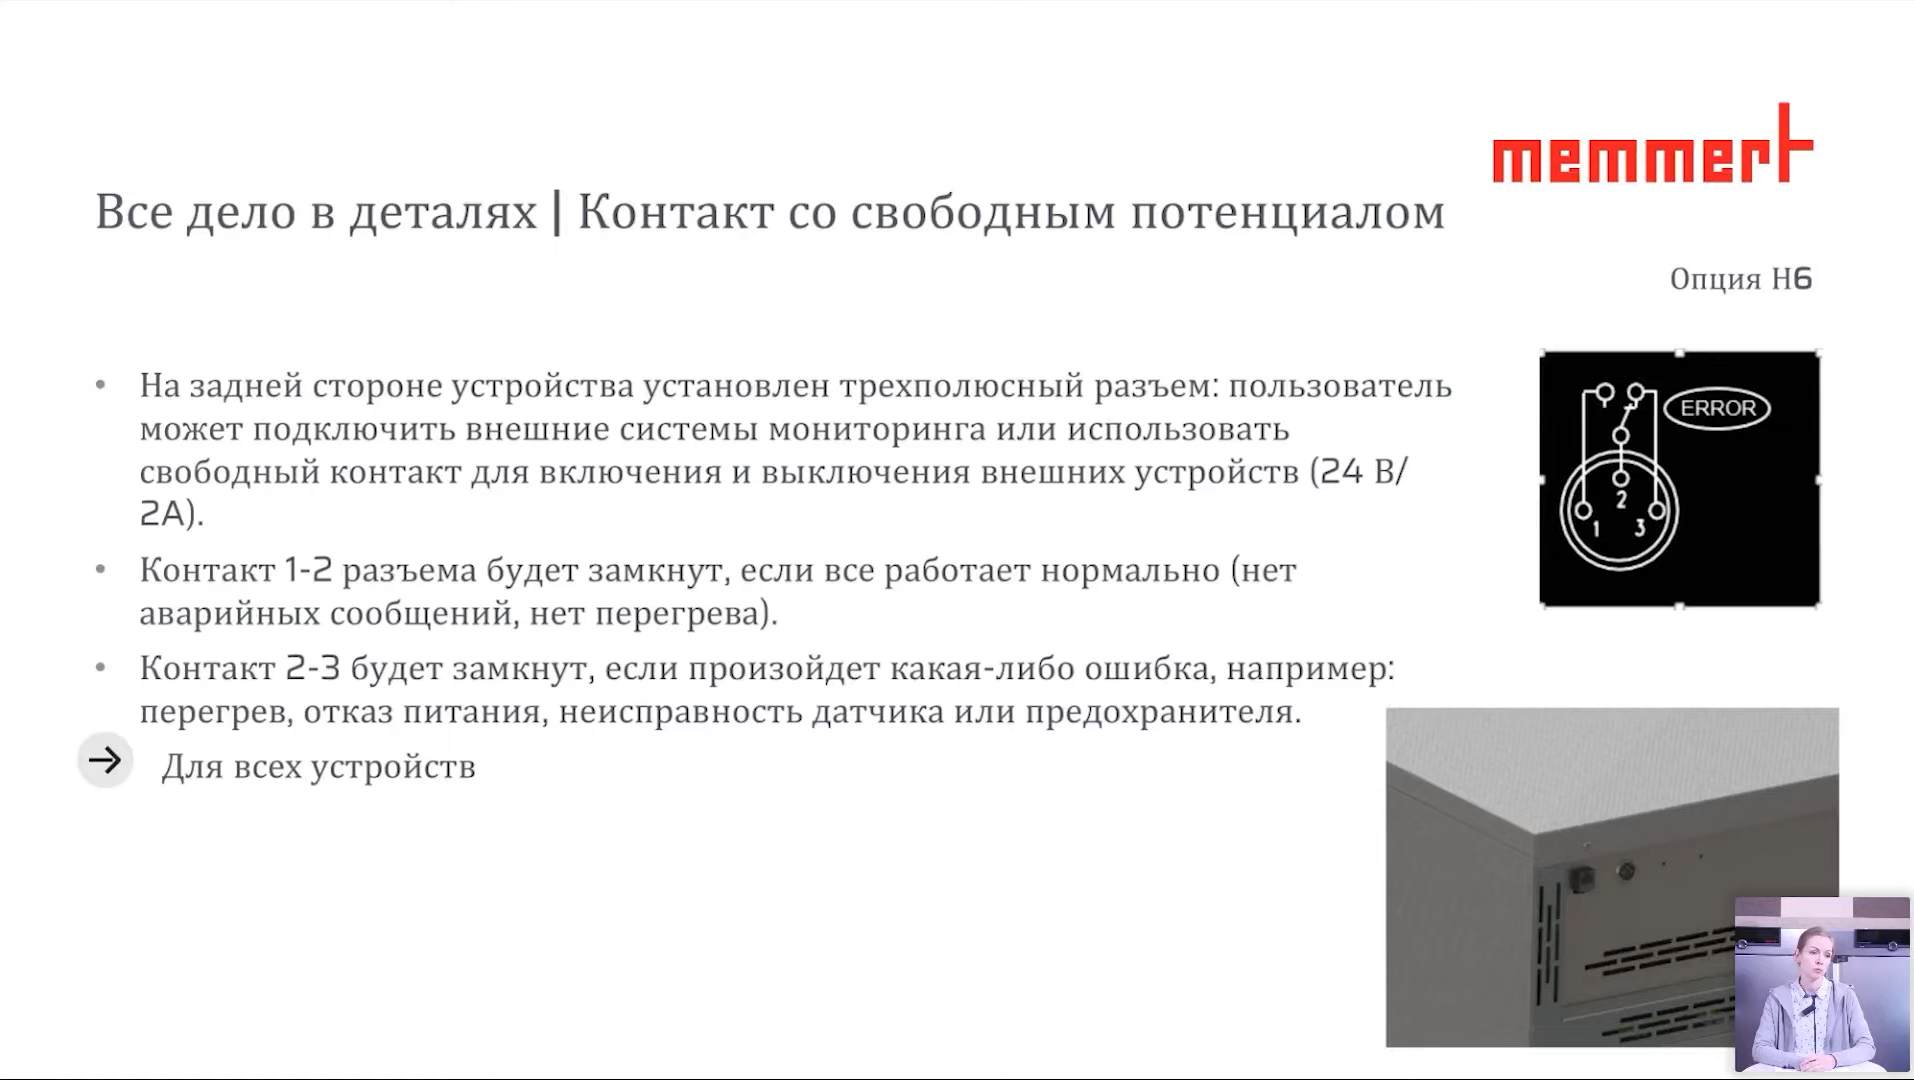 memmert
Все дело в деталях | Контакт со свободным потенциалом
Опция Н6
• На задней стороне устройства установлен трехполюсный разъем: пользователь
может подключить внешние системы мониторинга или использовать
свободный контакт для включения и выключения внешних устройств (24 В/
2А).
• Контакт 1-2 разъема будет замкнут, если все работает нормально (нет
аварийных сообщений, нет перегрева).
• Контакт 2-3 будет замкнут, если произойдет какая-либо ошибка, например:
перегрев, отказ питания, неисправность датчика или предохранителя.
→ Для всех устройств
ERROR
2
1 3